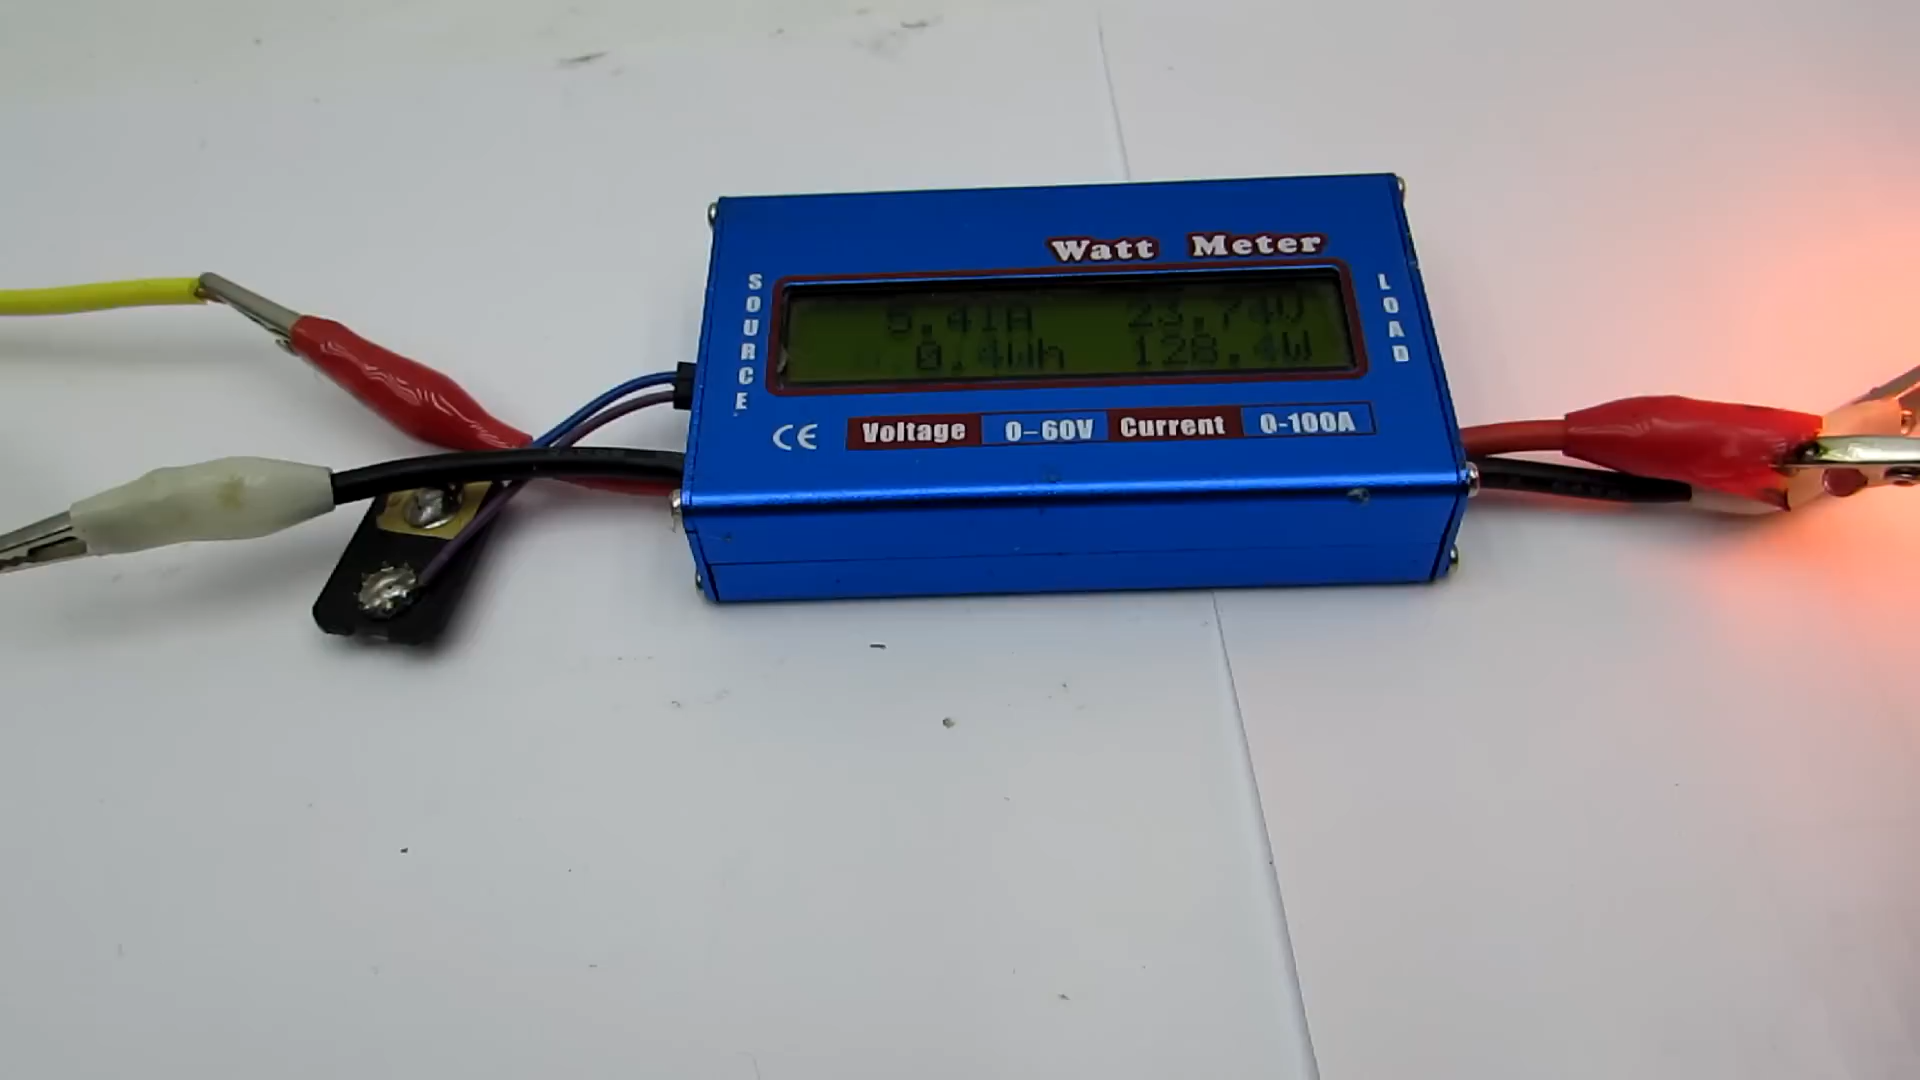 Watt Meter
SOURCE
5.41A 23.74V
0.4Wh 128.4W
LOAD
CE Voltage 0-60V Current 0-100A